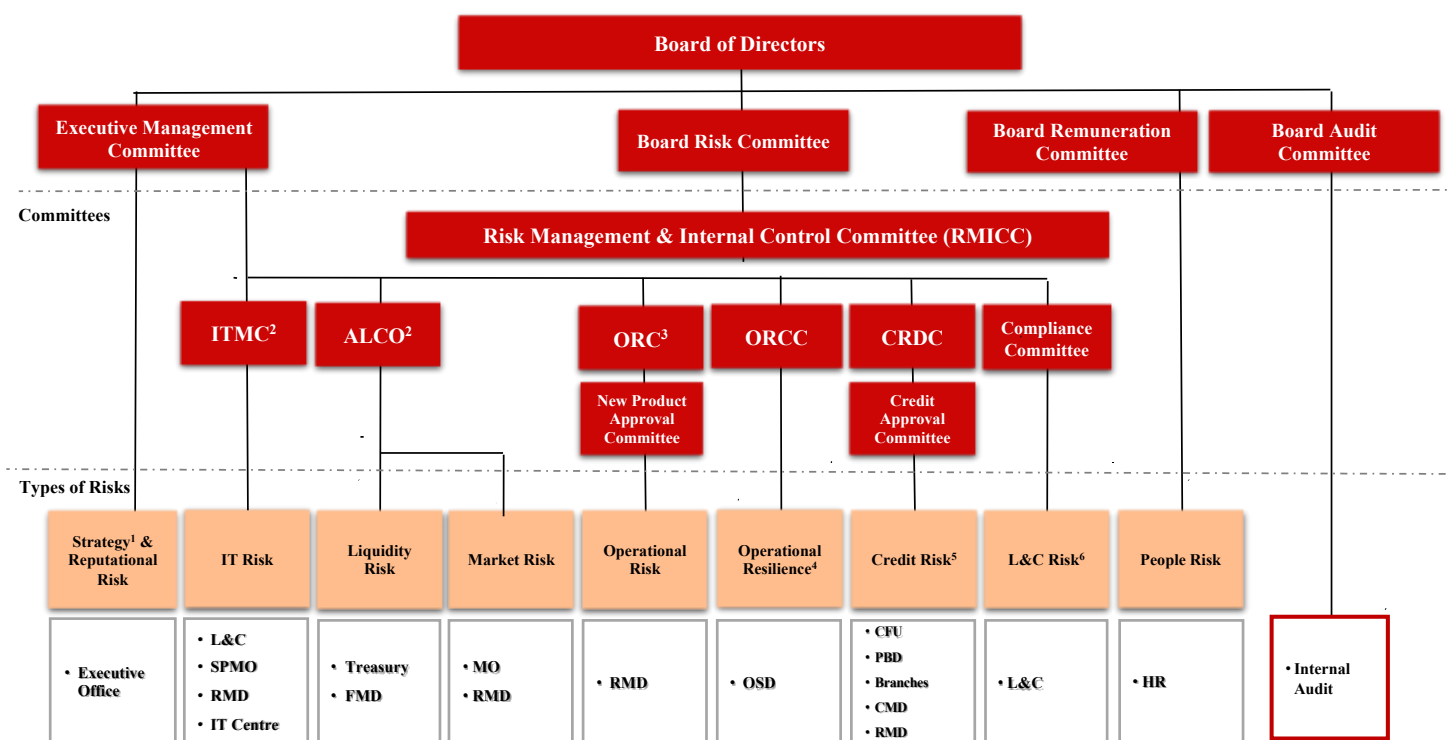 Board of Directors
Executive Management
Committee
Board Risk Committee
Board Remuneration
Committee
Board Audit
Committee
Committees
Risk Management & Internal Control Committee (RMICC)
ITMC²
ALCO²
ORC³
ORCC
CRDC
Compliance
Committee
New Product
Approval
Committee
Credit
Approval
Committee
Types of Risks
Strategy¹ &
Reputational
Risk
IT Risk
Liquidity
Risk
Market Risk
Operational
Risk
Operational
Resilience⁴
Credit Risk⁵
L&C Risk⁶
People Risk
• Executive
Office
• L&C
• SPMO
• RMD
• IT Centre
• Treasury
• FMD
• MO
• RMD
• RMD
• OSD
• CFU
• PBD
• Branches
• CMD
• RMD
• L&C
• HR
• Internal
Audit